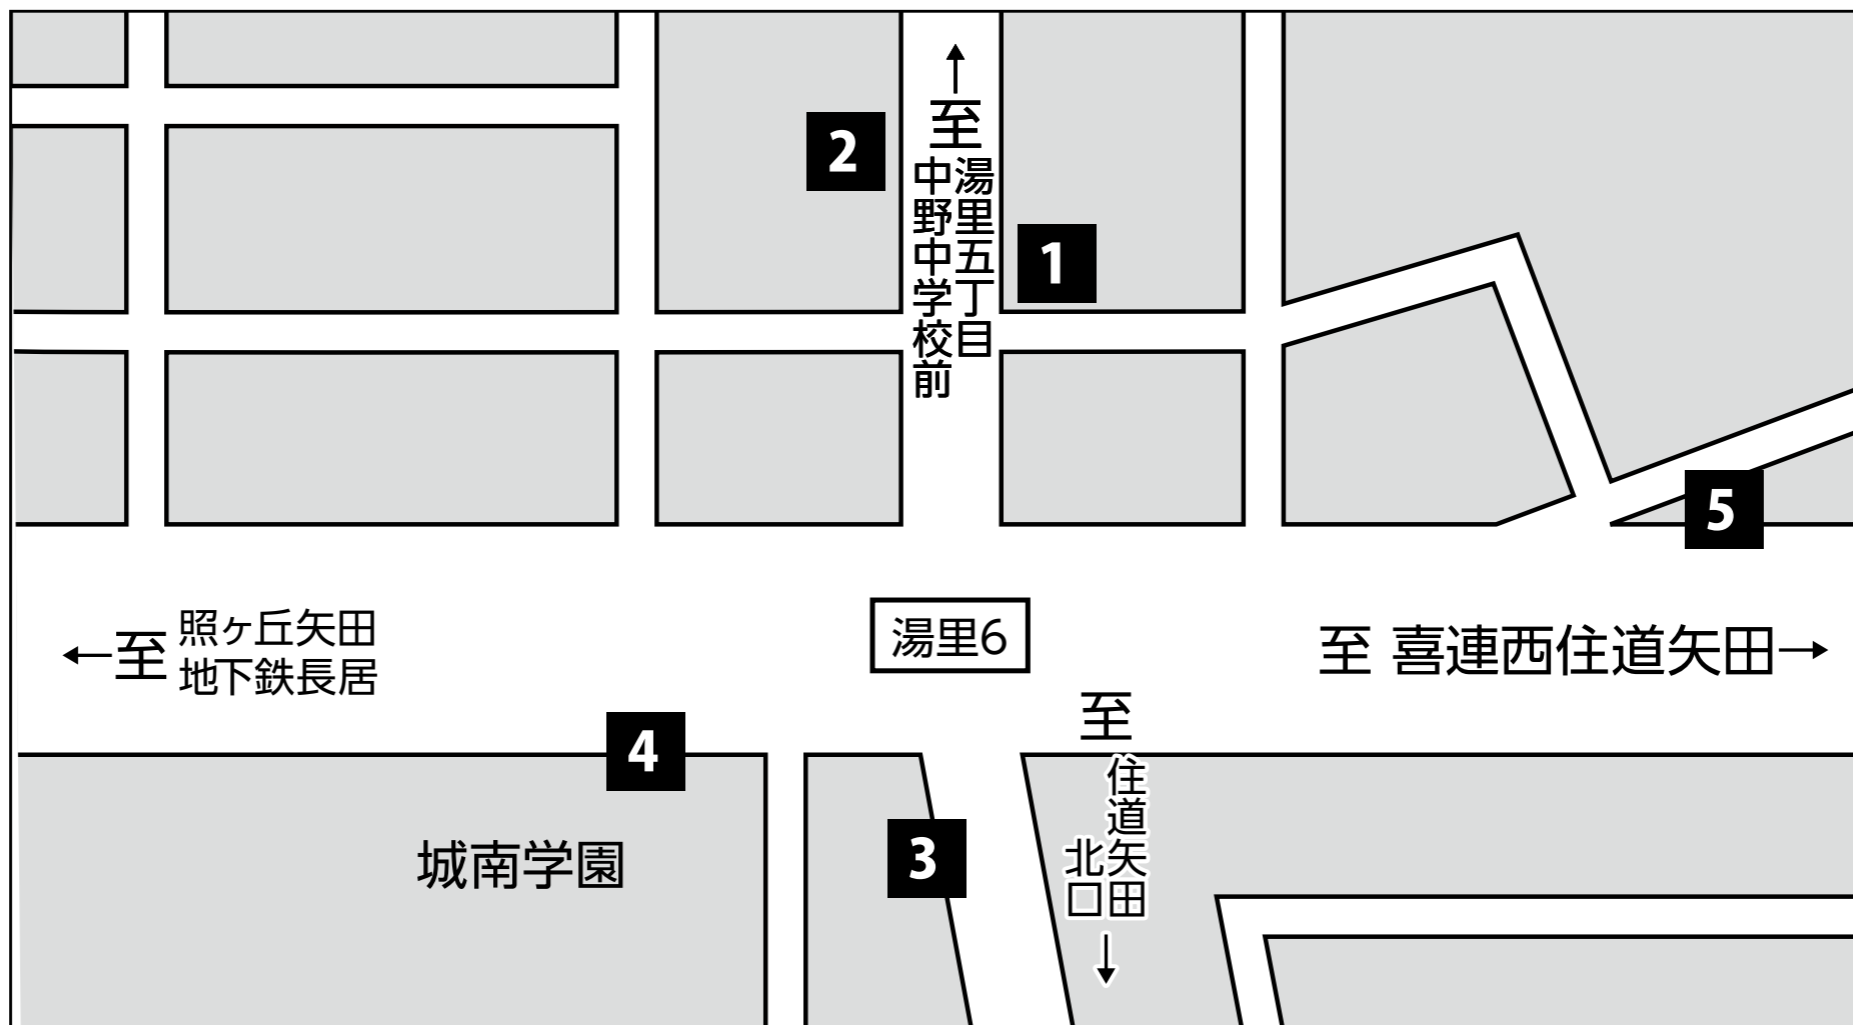 至
湯里五丁目
中野中学校前
2
1
5
至
照ヶ丘矢田
地下鉄長居
湯里6
至 喜連西住道矢田
至
住道矢田
北口
4
3
城南学園